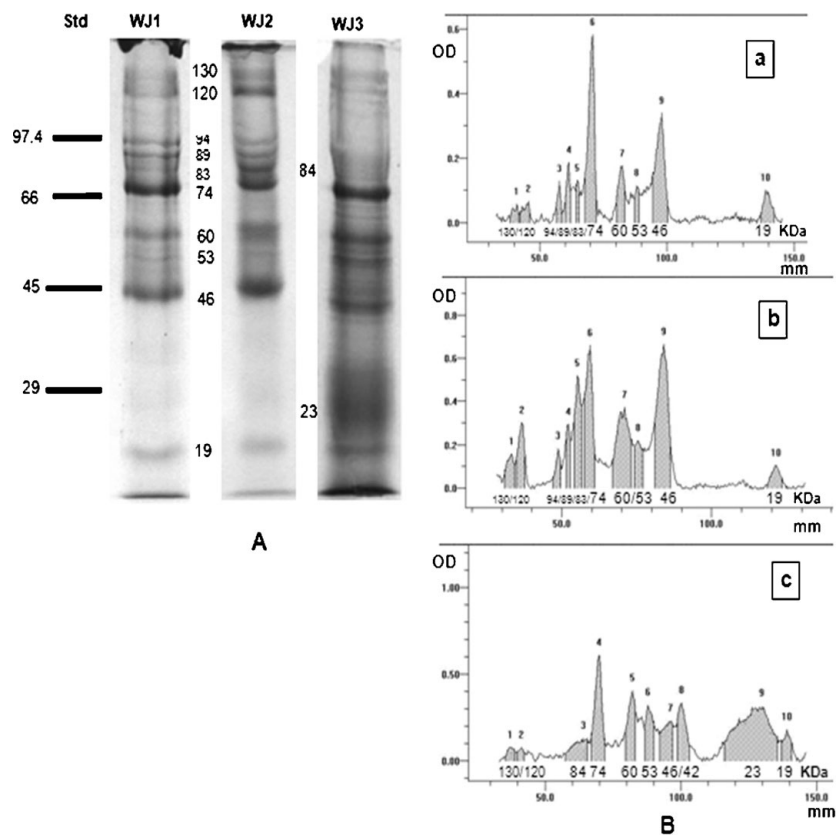 Std WJ1 WJ2 WJ3
130
120
97.4
94
89
84
83
74
66
60
53
45
46
29
23
19
A
a
OD
0.6
0.4
0.2
0.0
1 2 3 4 5 6 7 8 9 10
130/120 94/89/83/74 60 53 46 19 KDa
50.0 100.0 150.0
mm
b
OD
0.8
0.6
0.4
0.2
0.0
1 2 3 4 5 6 7 8 9 10
130/120 94/89/83/74 60/53 46 19 KDa
50.0 100.0
mm
c
OD
1.00
0.50
0.00
1 2 3 4 5 6 7 8 9 10
130/120 84 74 60 53 46/42 23 19 KDa
50.0 100.0 150.0
mm
B